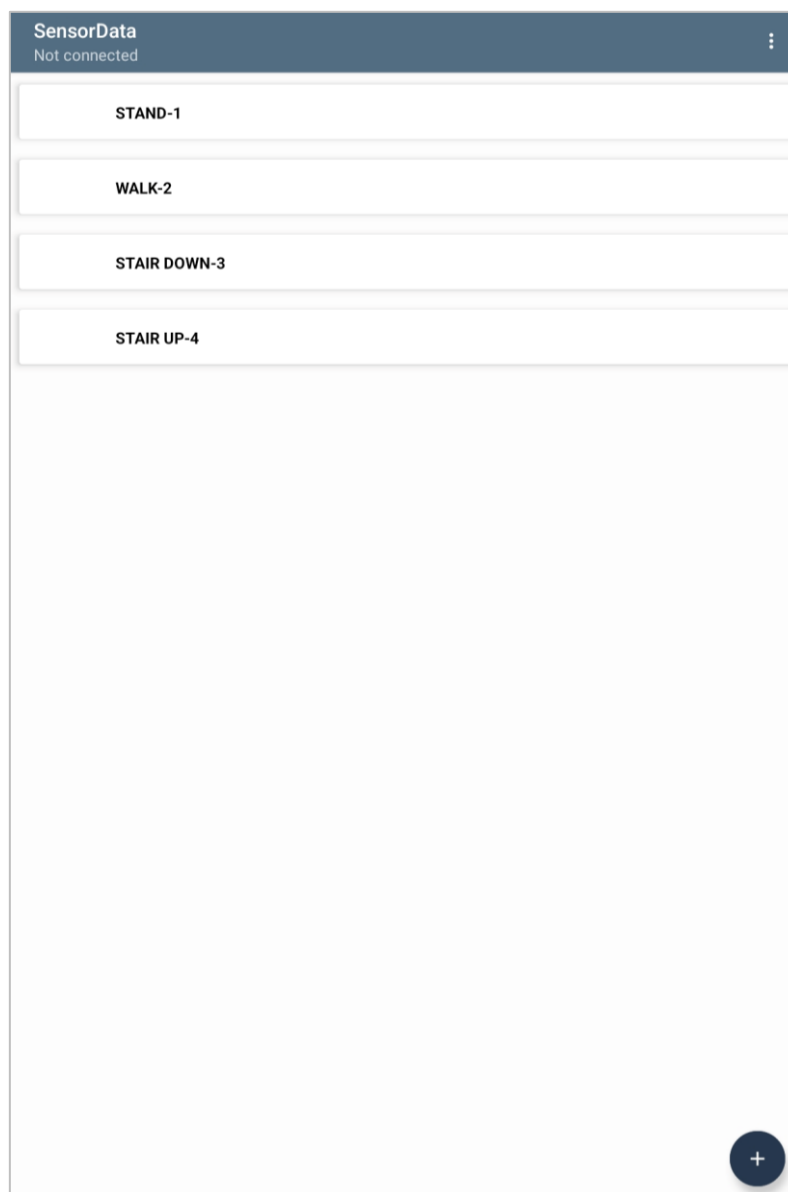 SensorData
Not connected
STAND-1
WALK-2
STAIR DOWN-3
STAIR UP-4
+